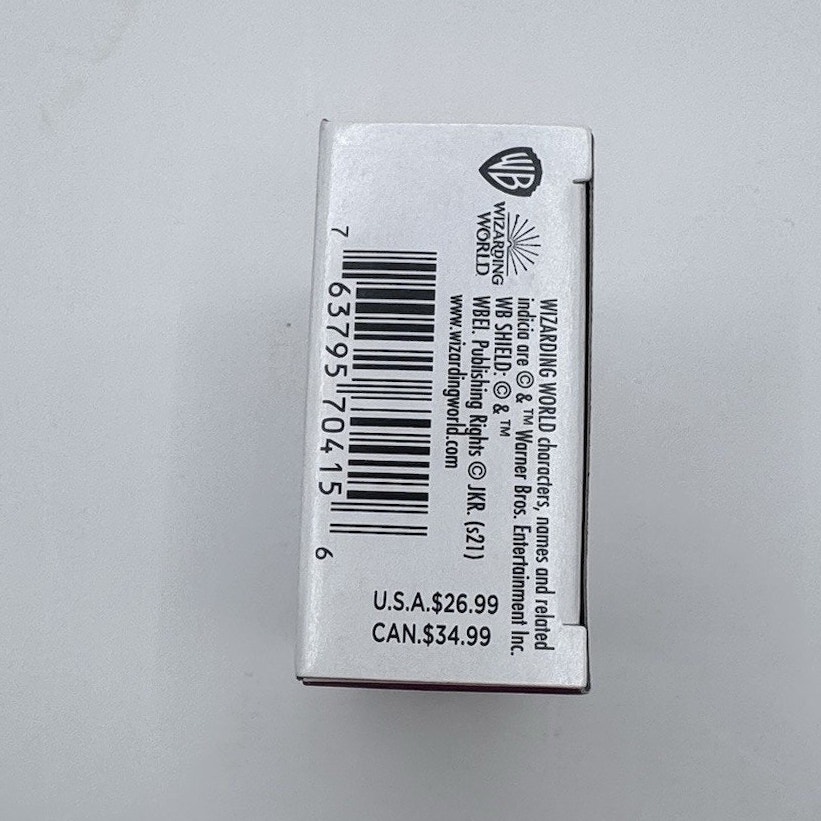 WB
WIZARDING
WORLD
WIZARDING WORLD characters, names and related
indicia are © & ™ Warner Bros. Entertainment Inc.
WB SHIELD: © & ™
WBEI. Publishing Rights © JKR. (s21)
www.wizardingworld.com
7 63795 70415 6
U.S.A.$26.99
CAN.$34.99